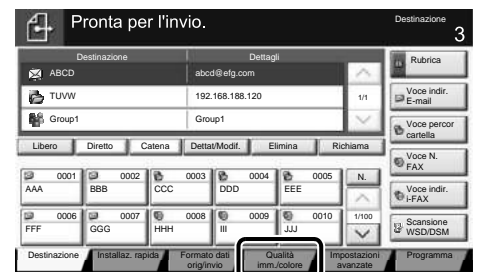 Pronta per l'invio.
Destinazione
3
Destinazione Dettagli
ABCD abcd@efg.com
TUVW 192.168.188.120
1/1
Group1 Group1
Libero Diretto Catena Dettat/Modif. Elimina Richiama
0001 0002 0003 0004 0005 N.
AAA BBB CCC DDD EEE
0006 0007 0008 0009 0010 1/100
FFF GGG HHH III JJJ
Rubrica
Voce indir.
E-mail
Voce percor
cartella
Voce N.
FAX
Voce indir.
i-FAX
Scansione
WSD/DSM
Destinazione
Installaz. rapida
Formato dati
orig/invio
Qualità
imm./colore
Impostazioni
avanzate
Programma